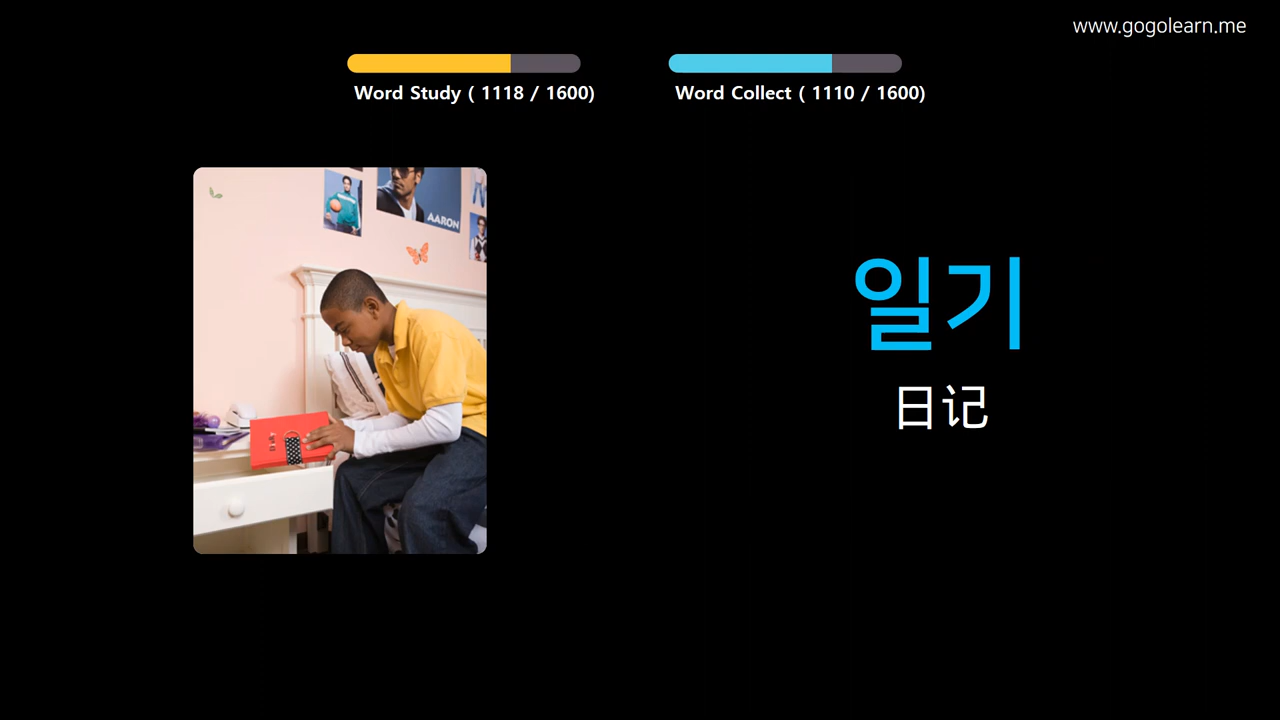 www.gogolearn.me
Word Study ( 1118 / 1600)
Word Collect ( 1110 / 1600)
AARON
일기
日记